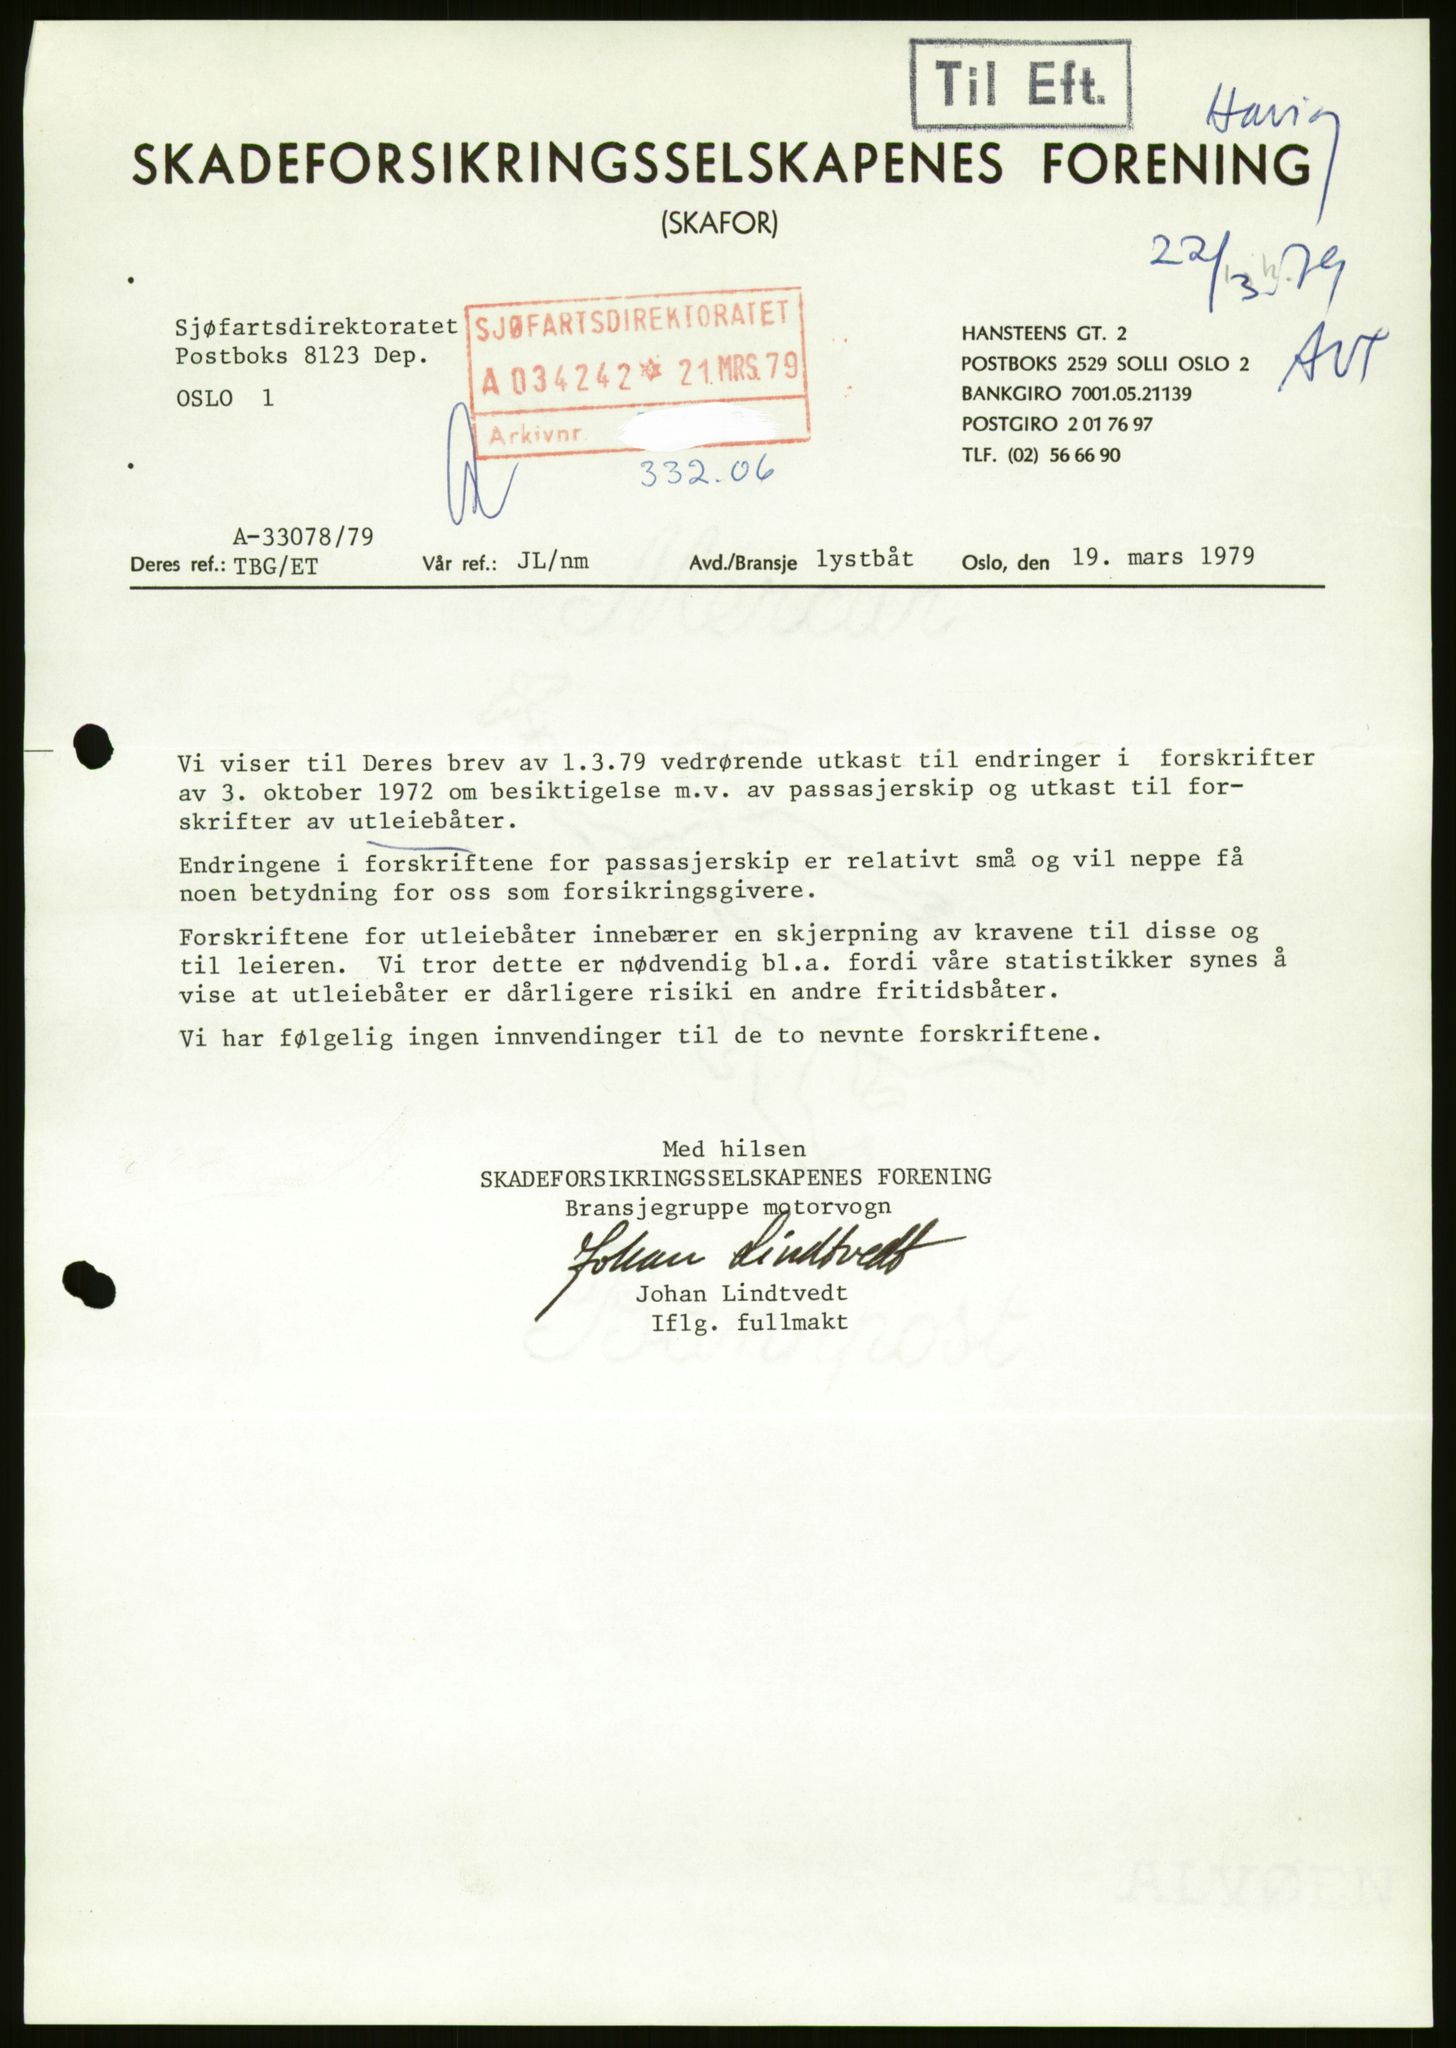 Til Eft.
SKADEFORSIKRINGSSELSKAPENES FORENING
(SKAFOR)
22/3 79
Sjøfartsdirektoratet
Postboks 8123 Dep.
OSLO 1
SJØFARTSDIREKTORATET
A 034242 * 21. MRS. 79
Arkivnr.
332.06
HANSTEENS GT. 2
POSTBOKS 2529 SOLLI OSLO 2
BANKGIRO 7001.05.21139
POSTGIRO 2 01 76 97
TLF. (02) 56 66 90
A-33078/79
Deres ref.: TBG/ET Vår ref.: JL/nm Avd./Bransje lystbåt Oslo, den 19. mars 1979
Vi viser til Deres brev av 1.3.79 vedrørende utkast til endringer i forskrifter
av 3. oktober 1972 om besiktigelse m.v. av passasjerskip og utkast til for-
skrifter av utleiebåter.
Endringene i forskriftene for passasjerskip er relativt små og vil neppe få
noen betydning for oss som forsikringsgivere.
Forskriftene for utleiebåter innebærer en skjerpning av kravene til disse og
til leieren. Vi tror dette er nødvendig bl.a. fordi våre statistikker synes å
vise at utleiebåter er dårligere risiki en andre fritidsbåter.
Vi har følgelig ingen innvendinger til de to nevnte forskriftene.
Med hilsen
SKADEFORSIKRINGSSELSKAPENES FORENING
Bransjegruppe motorvogn
Johan Lindtvedt
Johan Lindtvedt
Iflg. fullmakt
ALVØEN